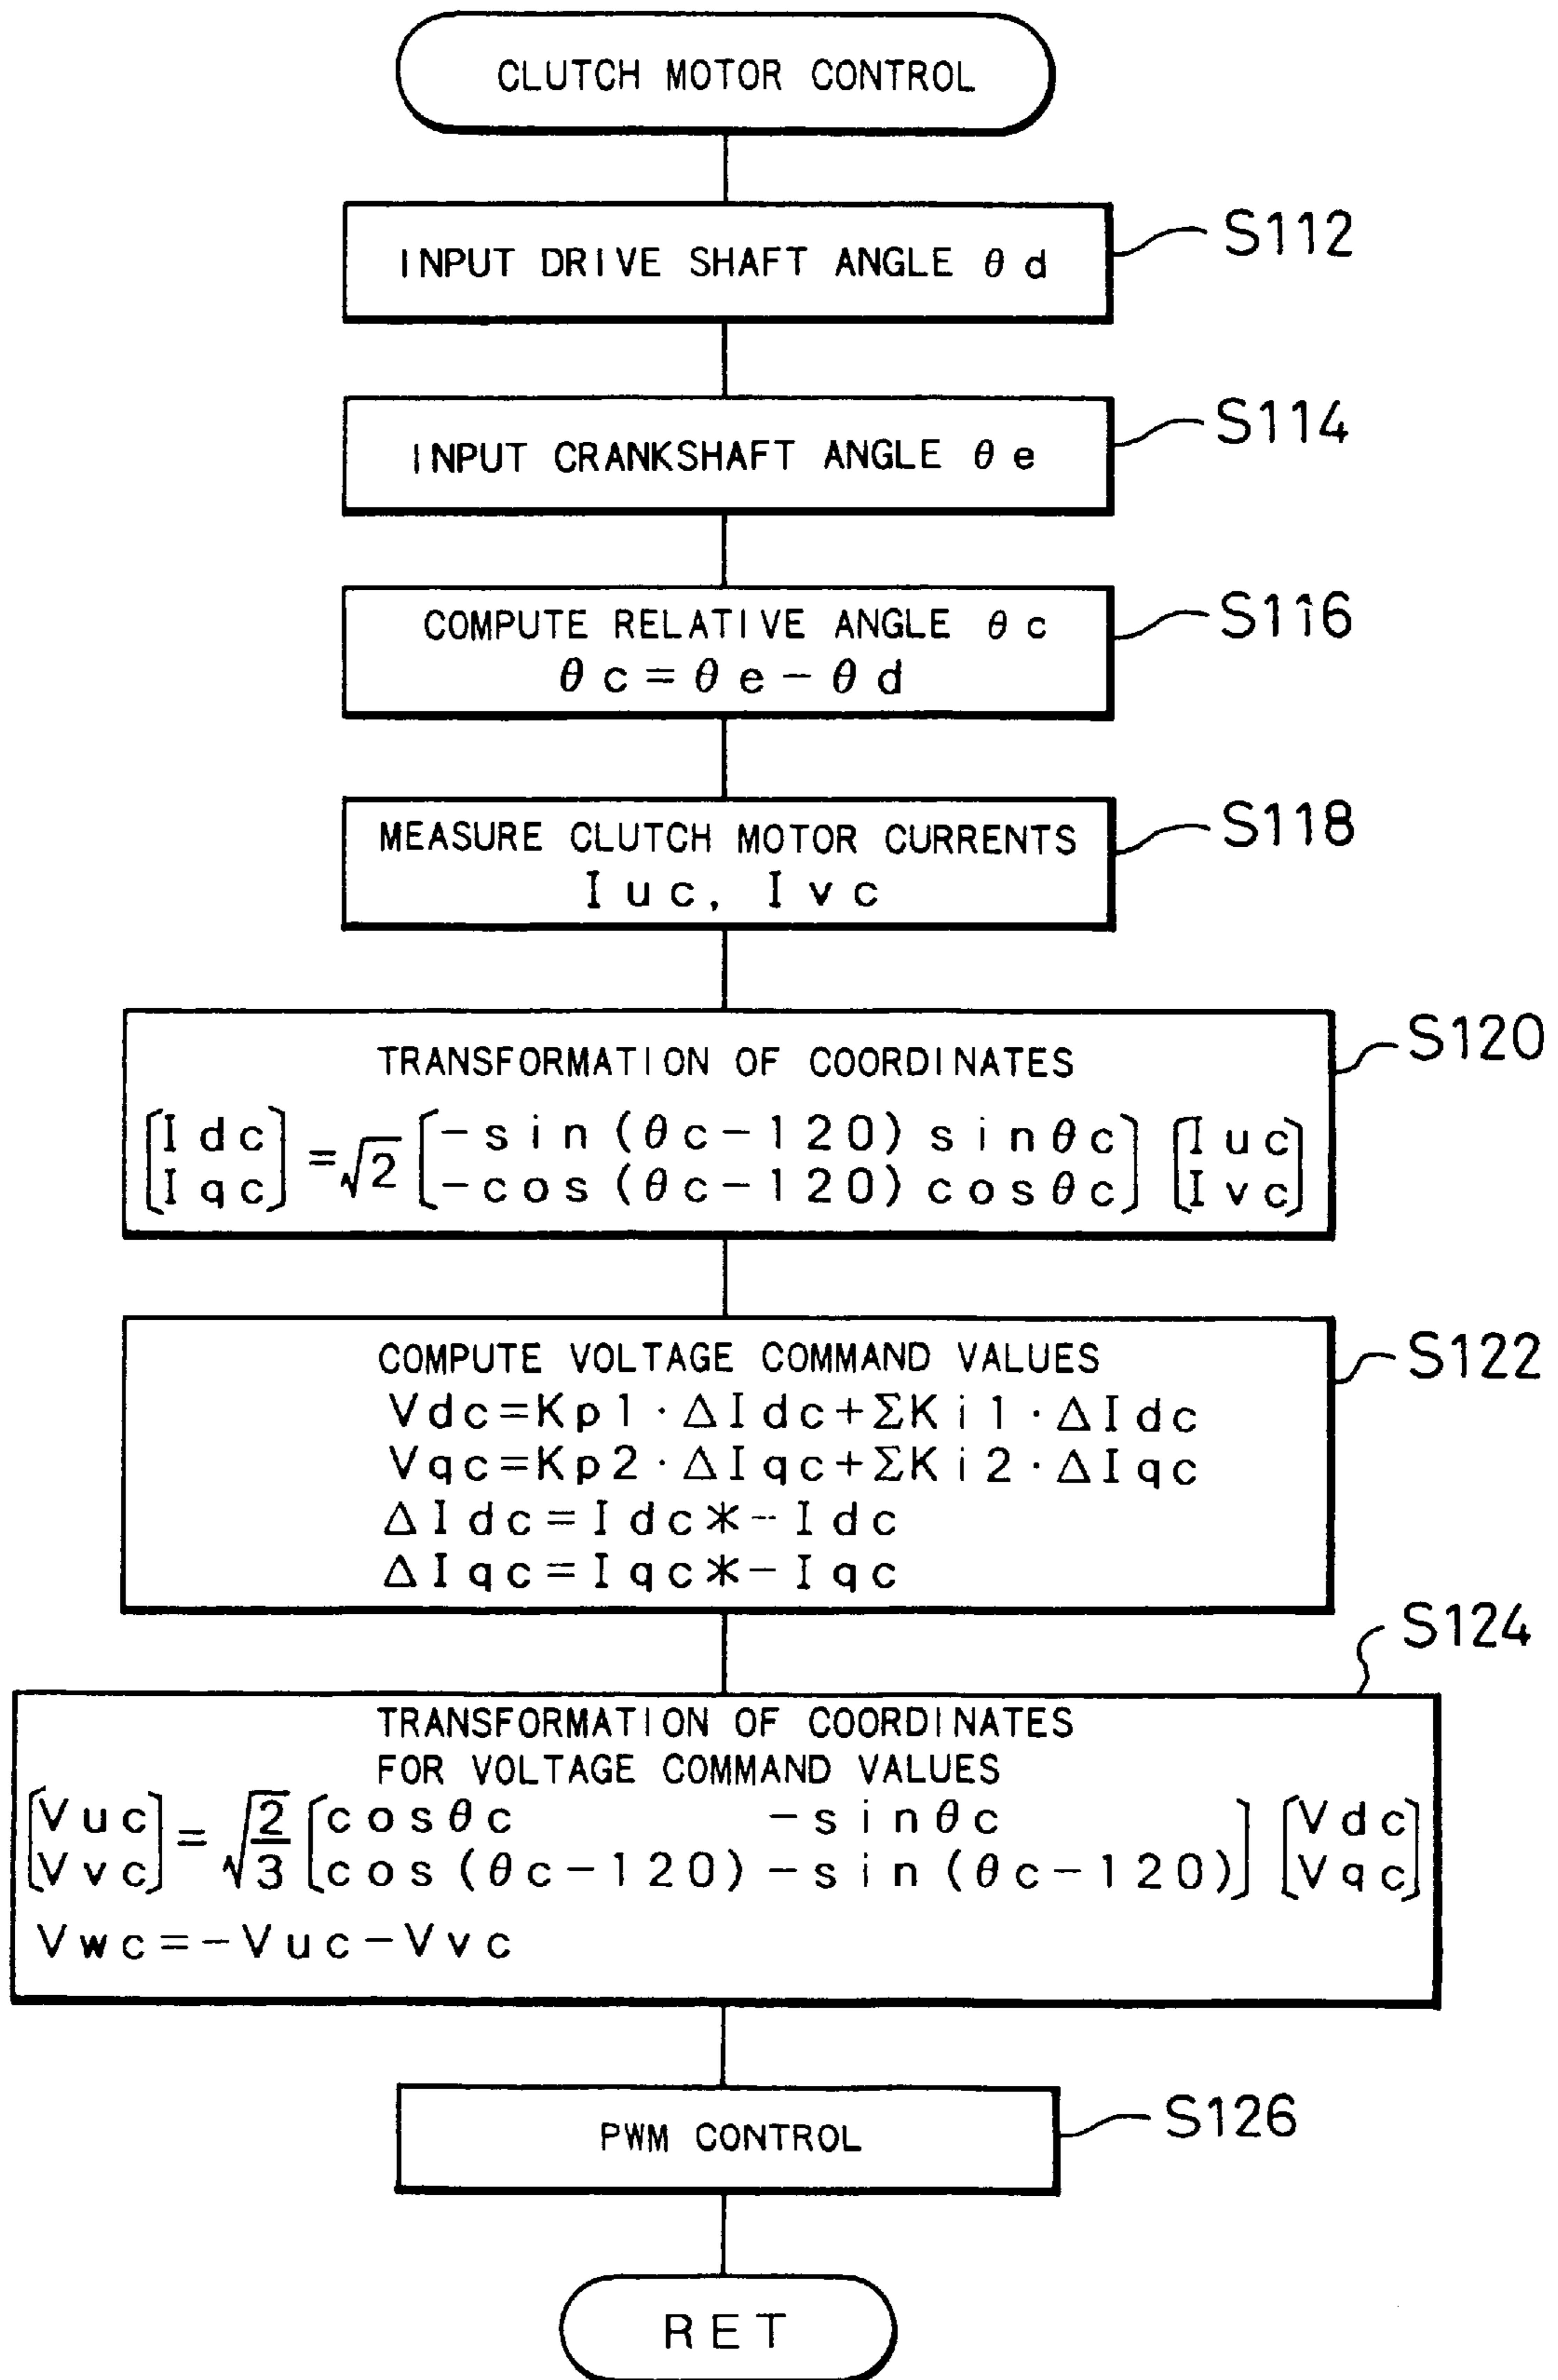 CLUTCH MOTOR CONTROL
INPUT DRIVE SHAFT ANGLE θd
S112
INPUT CRANKSHAFT ANGLE θe
S114
COMPUTE RELATIVE ANGLE θc
θc=θe-θd
S116
MEASURE CLUTCH MOTOR CURRENTS
Iuc, Ivc
S118
TRANSFORMATION OF COORDINATES
[Idc] =√2 [-sin(θc-120) sinθc] [Iuc]
[Iqc] [-cos(θc-120) cosθc] [Ivc]
S120
COMPUTE VOLTAGE COMMAND VALUES
Vdc=Kp1·ΔIdc+ΣKi1·ΔIdc
Vqc=Kp2·ΔIqc+ΣKi2·ΔIqc
ΔIdc=Idc*-Idc
ΔIqc=Iqc*-Iqc
S122
S124
TRANSFORMATION OF COORDINATES
FOR VOLTAGE COMMAND VALUES
[Vuc] = √2/3 [cosθc -sinθc] [Vdc]
[Vvc] [cos(θc-120) -sin(θc-120)] [Vqc]
Vwc=-Vuc-Vvc
PWM CONTROL
S126
RET